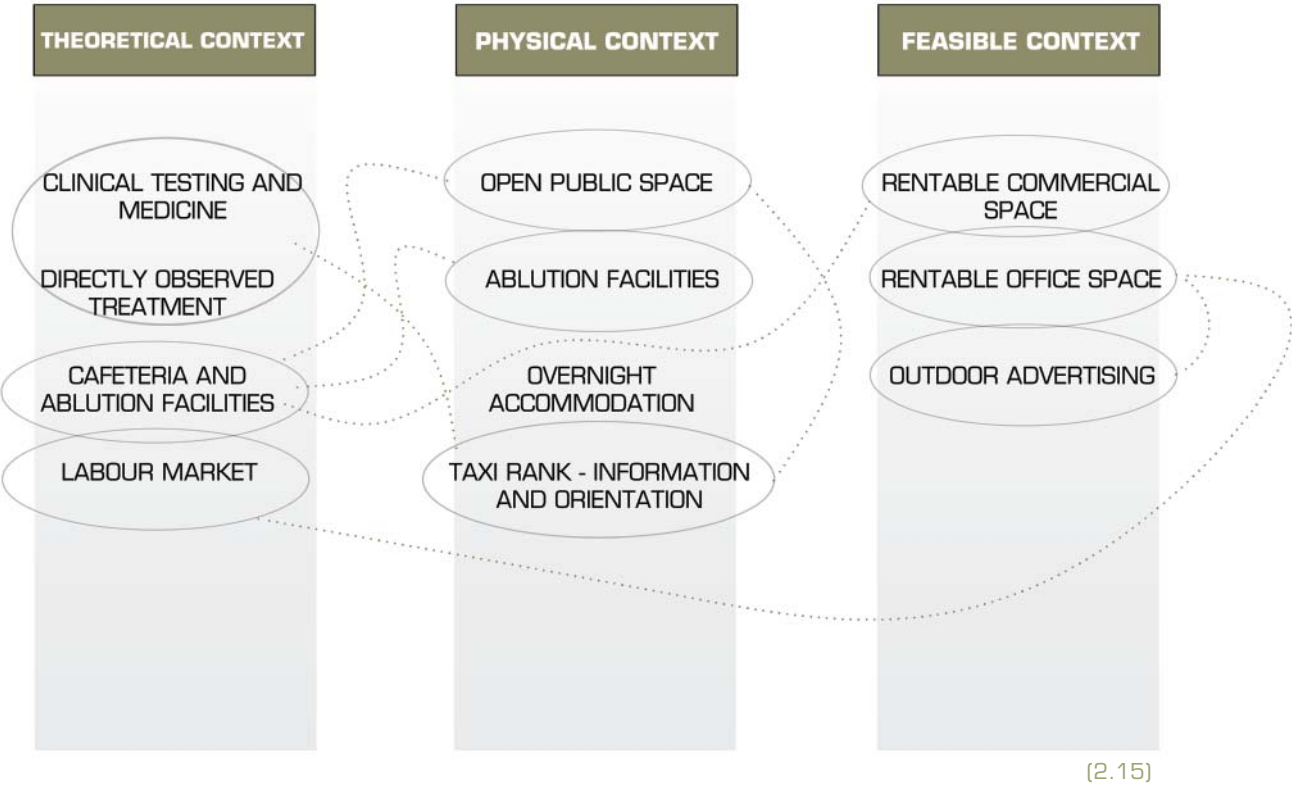 THEORETICAL CONTEXT
CLINICAL TESTING AND
MEDICINE
DIRECTLY OBSERVED
TREATMENT
CAFETERIA AND
ABLUTION FACILITIES
LABOUR MARKET
PHYSICAL CONTEXT
OPEN PUBLIC SPACE
ABLUTION FACILITIES
OVERNIGHT
ACCOMMODATION
TAXI RANK - INFORMATION
AND ORIENTATION
FEASIBLE CONTEXT
RENTABLE COMMERCIAL
SPACE
RENTABLE OFFICE SPACE
OUTDOOR ADVERTISING
(2.15)